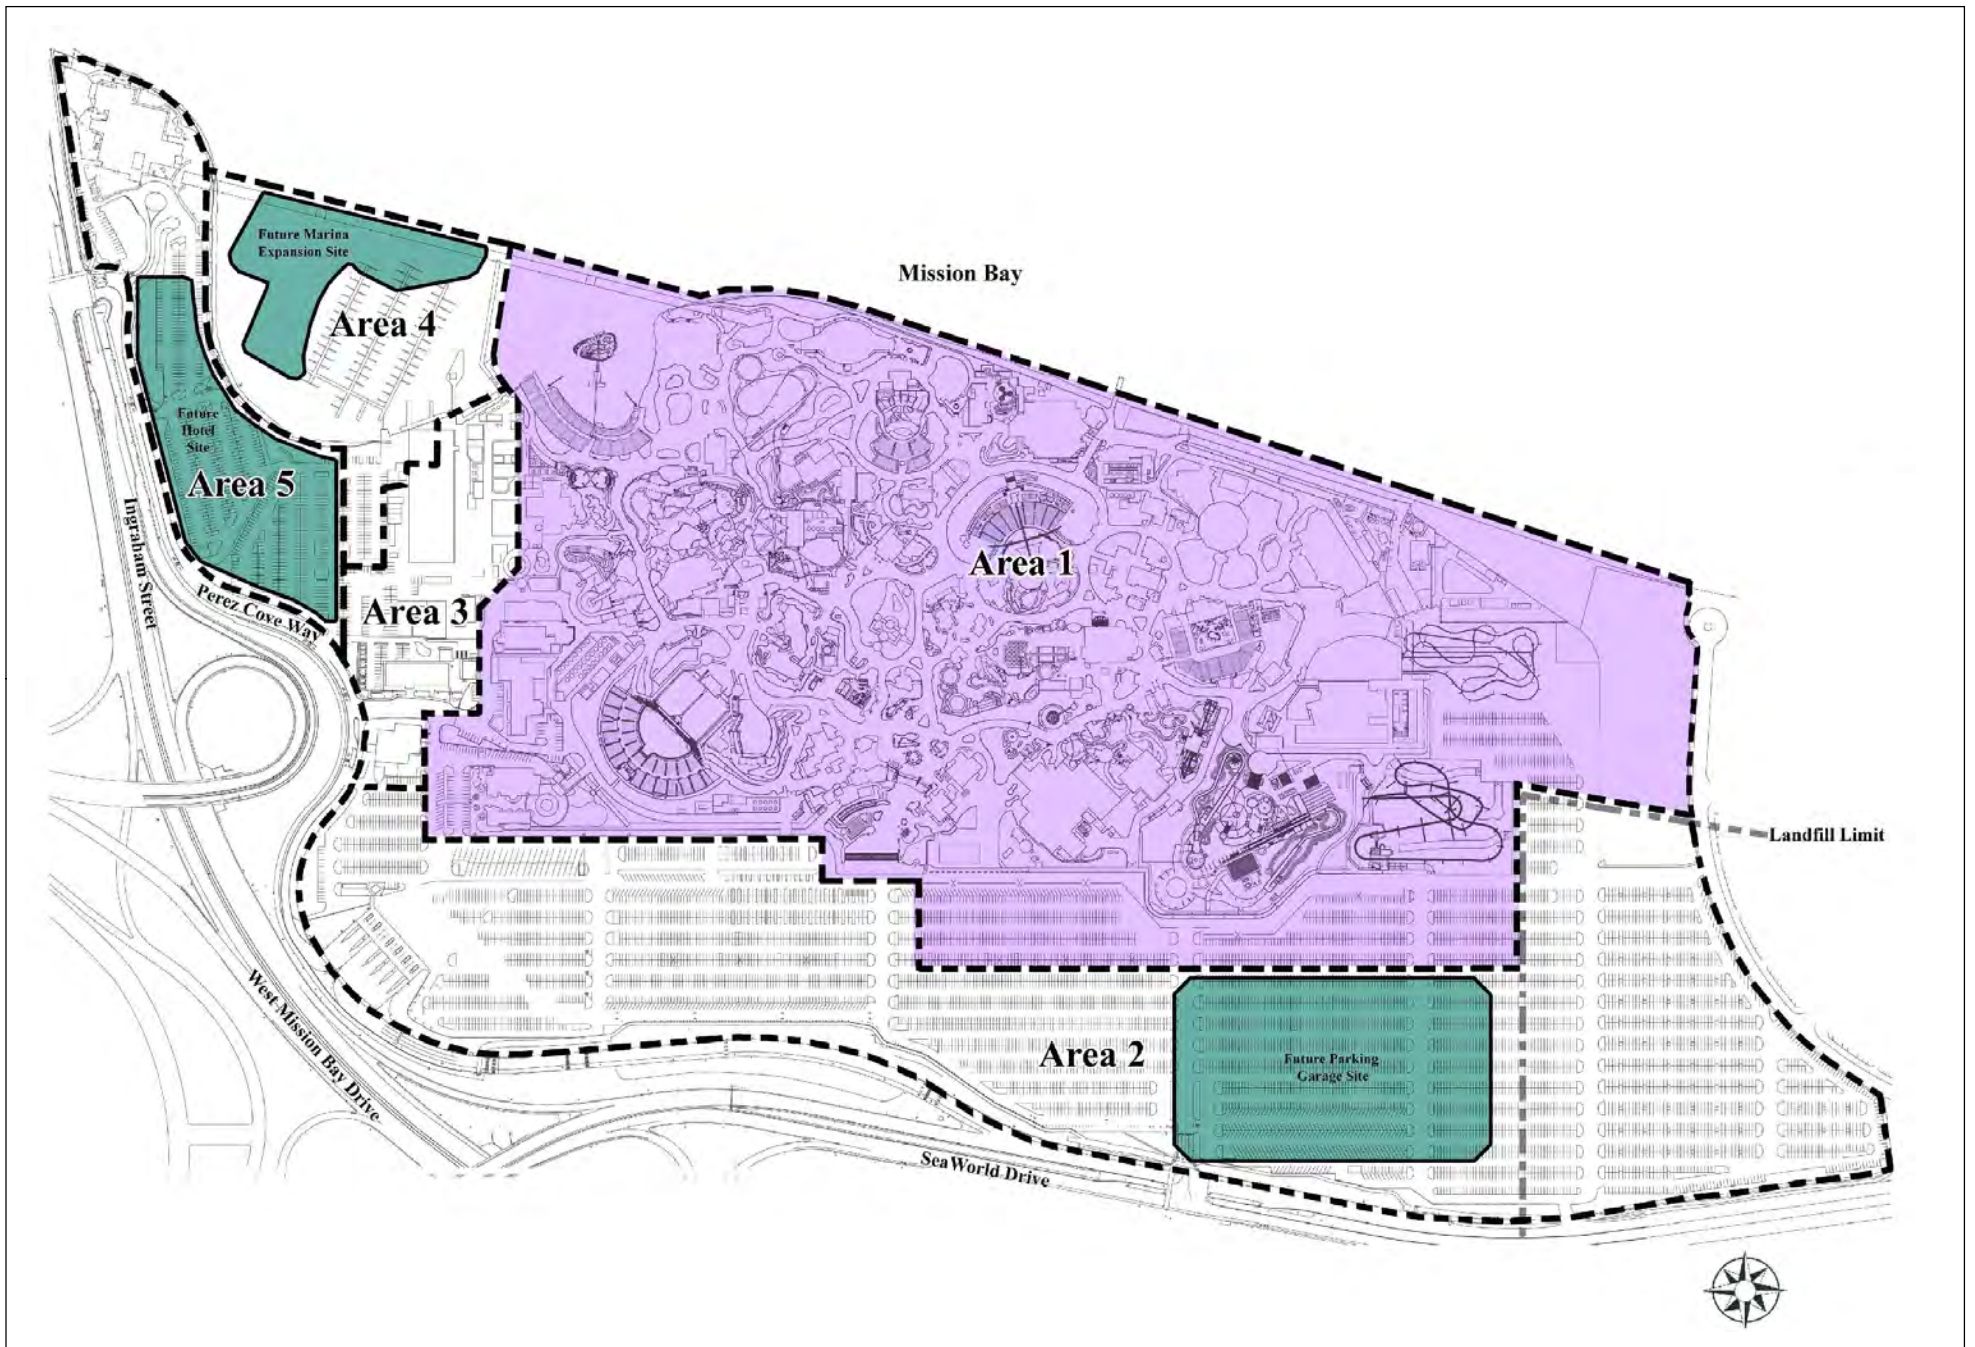 Mission Bay
Future Marina
Expansion Site
Area 4
Future
Hotel
Site
Area 5
Area 1
Ingraham Street
Perez Cove Way
Area 3
Landfill Limit
West Mission Bay Drive
Area 2
Future Parking
Garage Site
SeaWorld Drive